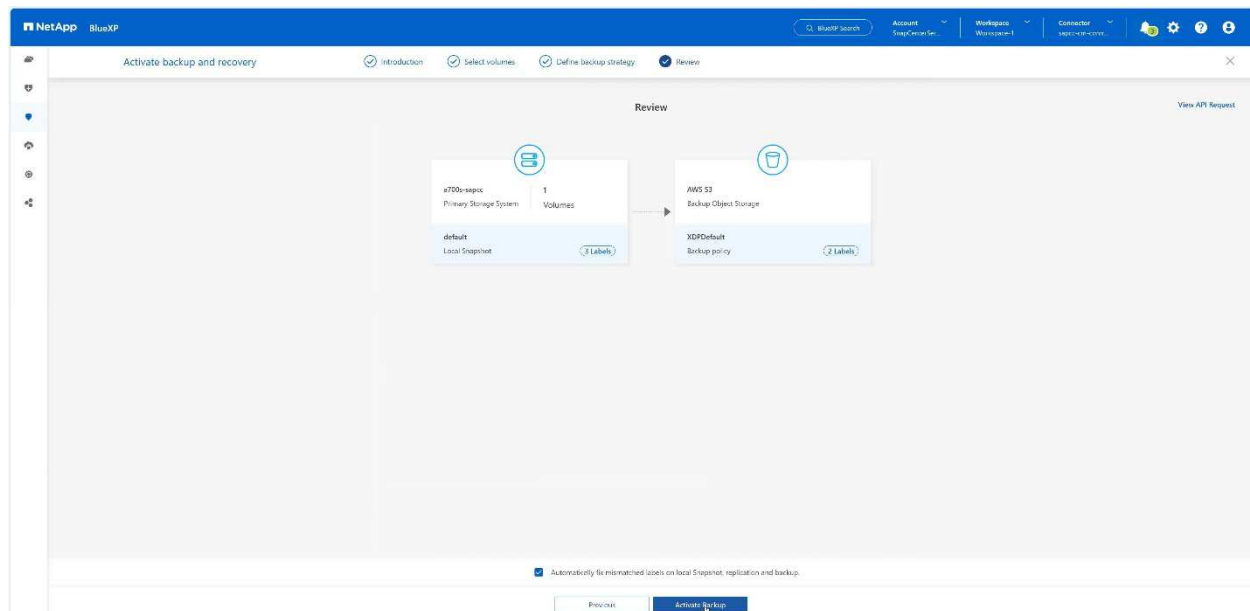 NetApp BlueXP
BlueXP Search
Account
Workspace
Workspace-1
Connector
3
Activate backup and recovery
Introduction
Select volumes
Define backup strategy
Review
Review
View API Request
a700s-sapcc
Primary Storage System
1
Volumes
AWS S3
Backup Object Storage
default
Local Snapshot
3 Labels
XDPDefault
Backup policy
2 Labels
Automatically fix mismatched labels on local Snapshot, replication and backup.
Previous
Activate Backup